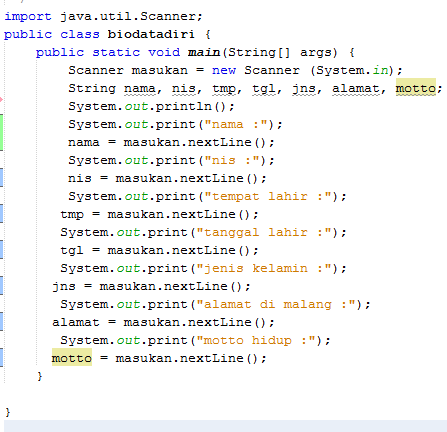 import java.util.Scanner;
public class biodatadiri {
    public static void main(String[] args) {
        Scanner masukan = new Scanner (System.in);
        String nama, nis, tmp, tgl, jns, alamat, motto;
        System.out.println();
        System.out.print("nama :");
        nama = masukan.nextLine();
        System.out.print("nis :");
        nis = masukan.nextLine();
        System.out.print("tempat lahir :");
       tmp = masukan.nextLine();
       System.out.print("tanggal lahir :");
       tgl = masukan.nextLine();
       System.out.print("jenis kelamin :");
      jns = masukan.nextLine();
       System.out.print("alamat di malang :");
      alamat = masukan.nextLine();
       System.out.print("motto hidup :");
      motto = masukan.nextLine();
    }
}